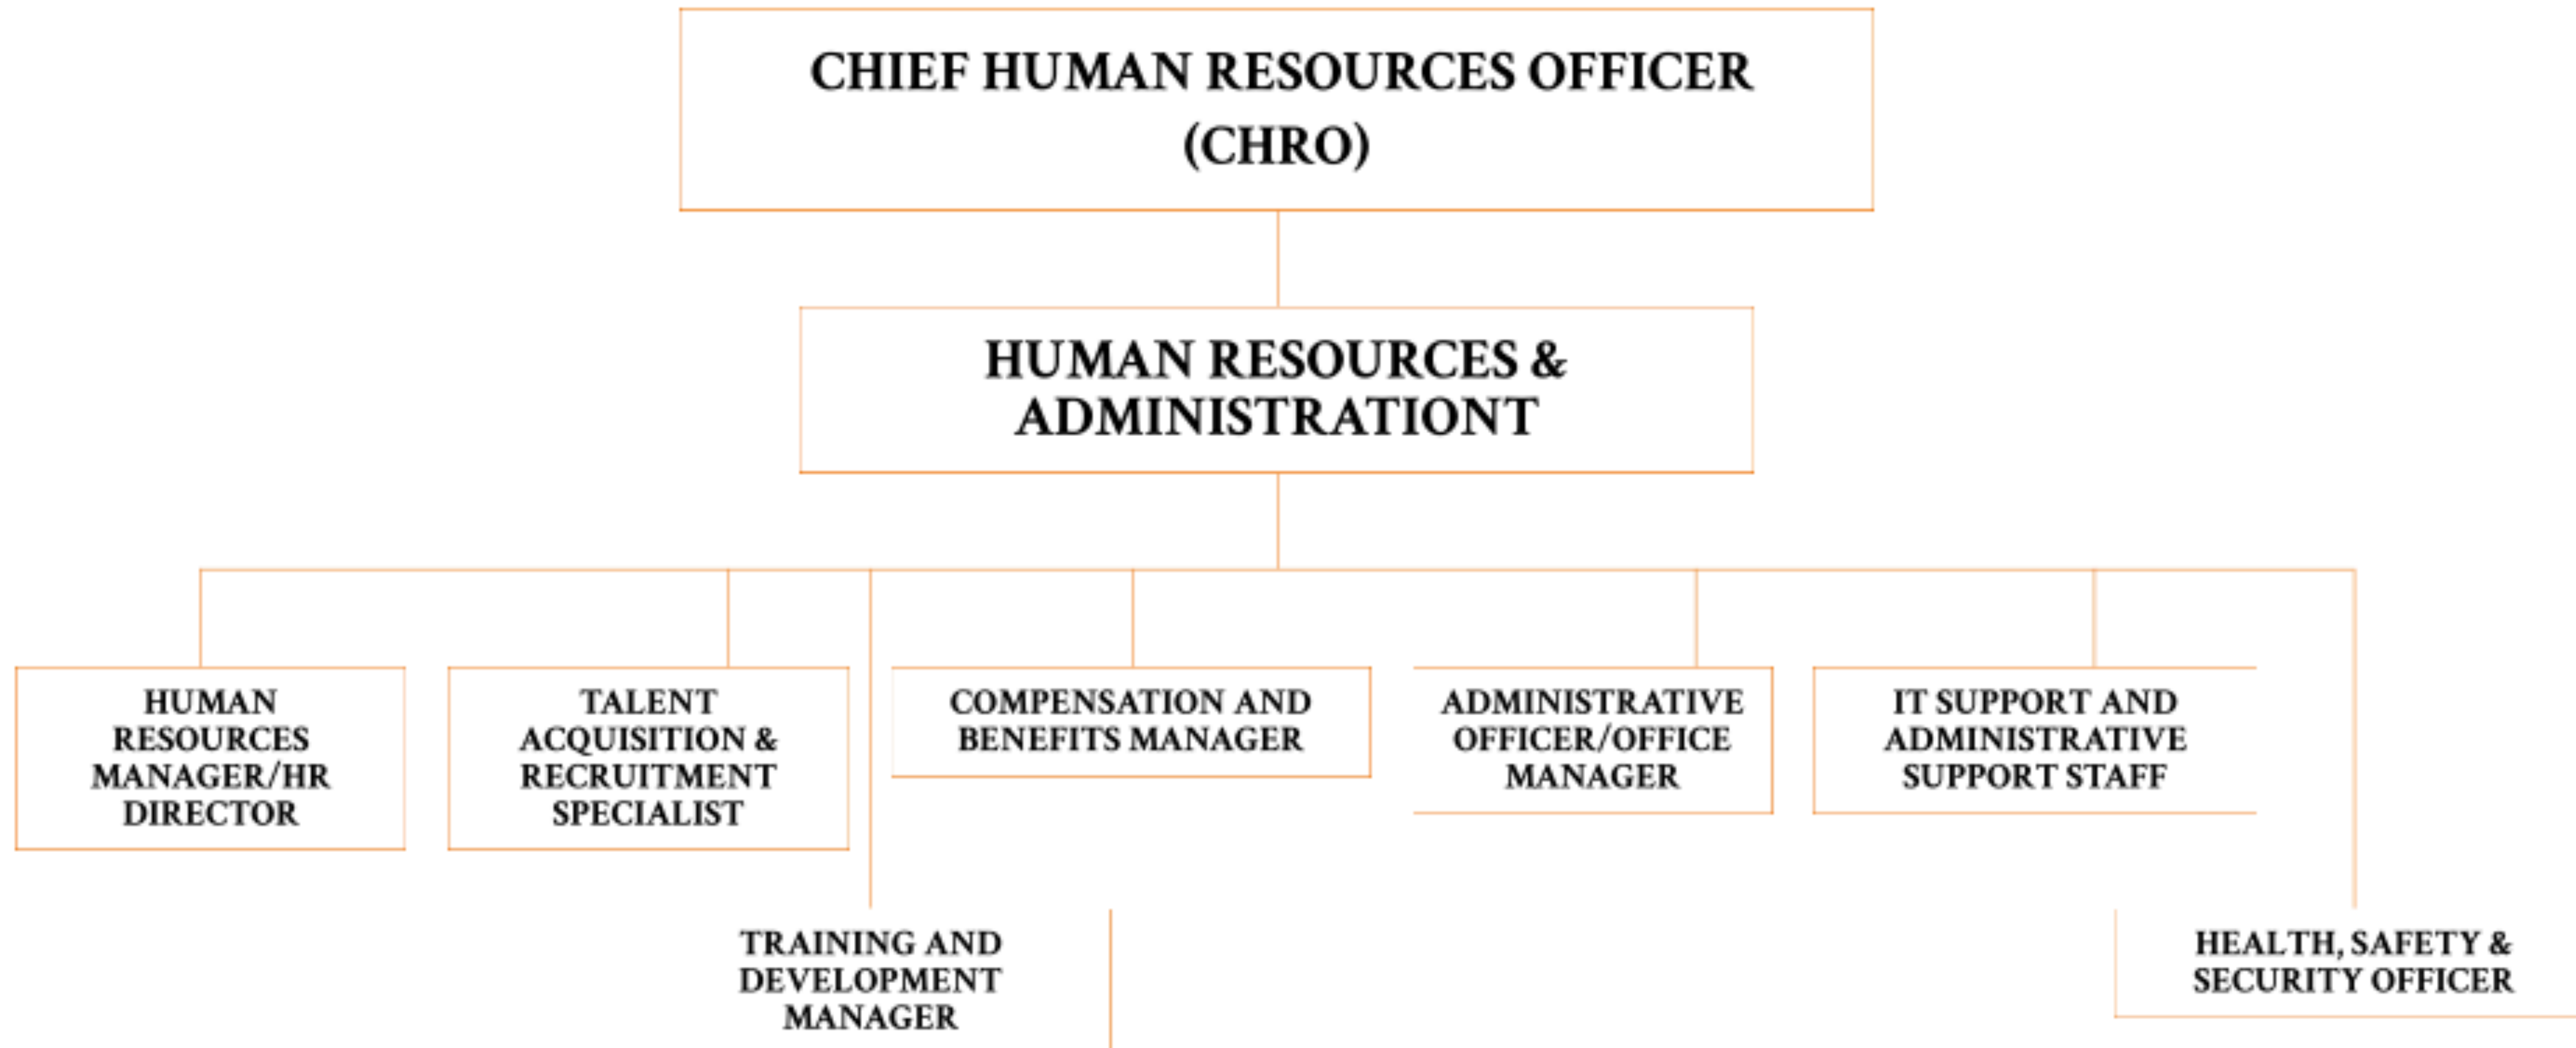 CHIEF HUMAN RESOURCES OFFICER
(CHRO)
HUMAN RESOURCES &
ADMINISTRATIONT
HUMAN
RESOURCES
MANAGER/HR
DIRECTOR
TALENT
ACQUISITION &
RECRUITMENT
SPECIALIST
COMPENSATION AND
BENEFITS MANAGER
ADMINISTRATIVE
OFFICER/OFFICE
MANAGER
IT SUPPORT AND
ADMINISTRATIVE
SUPPORT STAFF
TRAINING AND
DEVELOPMENT
MANAGER
HEALTH, SAFETY &
SECURITY OFFICER